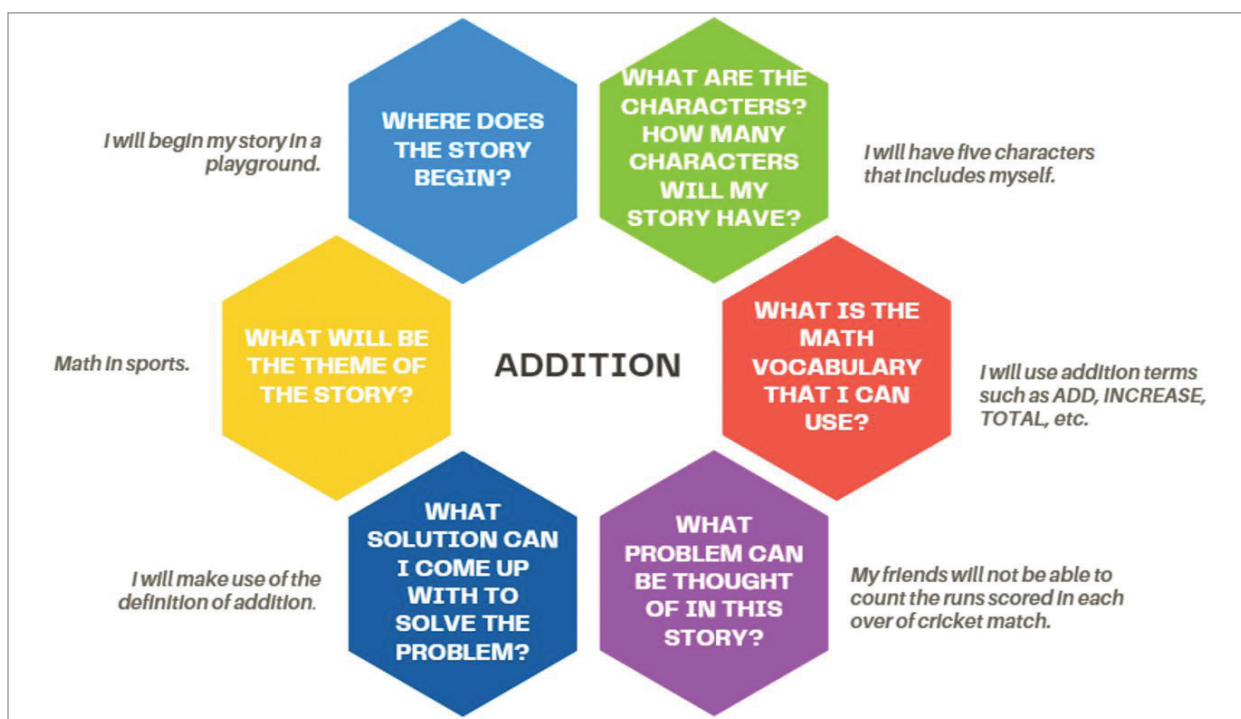 WHERE DOES
THE STORY
BEGIN?
I will begin my story in a
playground.
WHAT ARE THE
CHARACTERS?
HOW MANY
CHARACTERS
WILL MY
STORY HAVE?
I will have five characters
that includes myself.
WHAT WILL BE
THE THEME OF
THE STORY?
Math in sports.
ADDITION
WHAT IS THE
MATH
VOCABULARY
THAT I CAN
USE?
I will use addition terms
such as ADD, INCREASE,
TOTAL, etc.
WHAT
SOLUTION CAN
I COME UP
WITH TO
SOLVE THE
PROBLEM?
I will make use of the
definition of addition.
WHAT
PROBLEM CAN
BE THOUGHT
OF IN THIS
STORY?
My friends will not be able to
count the runs scored in each
over of cricket match.